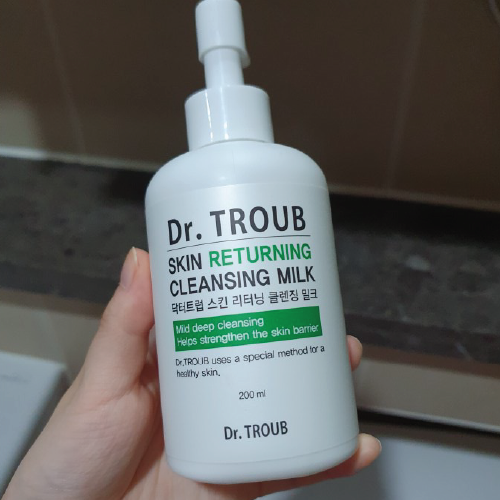 Dr. TROUB
SKIN RETURNING
CLEANSING MILK
닥터트럽 스킨 리터닝 클렌징 밀크
Mild deep cleansing
Helps strengthen the skin barrier.
Dr.TROUB uses a special method for a
healthy skin.
200 ml
Dr. TROUB